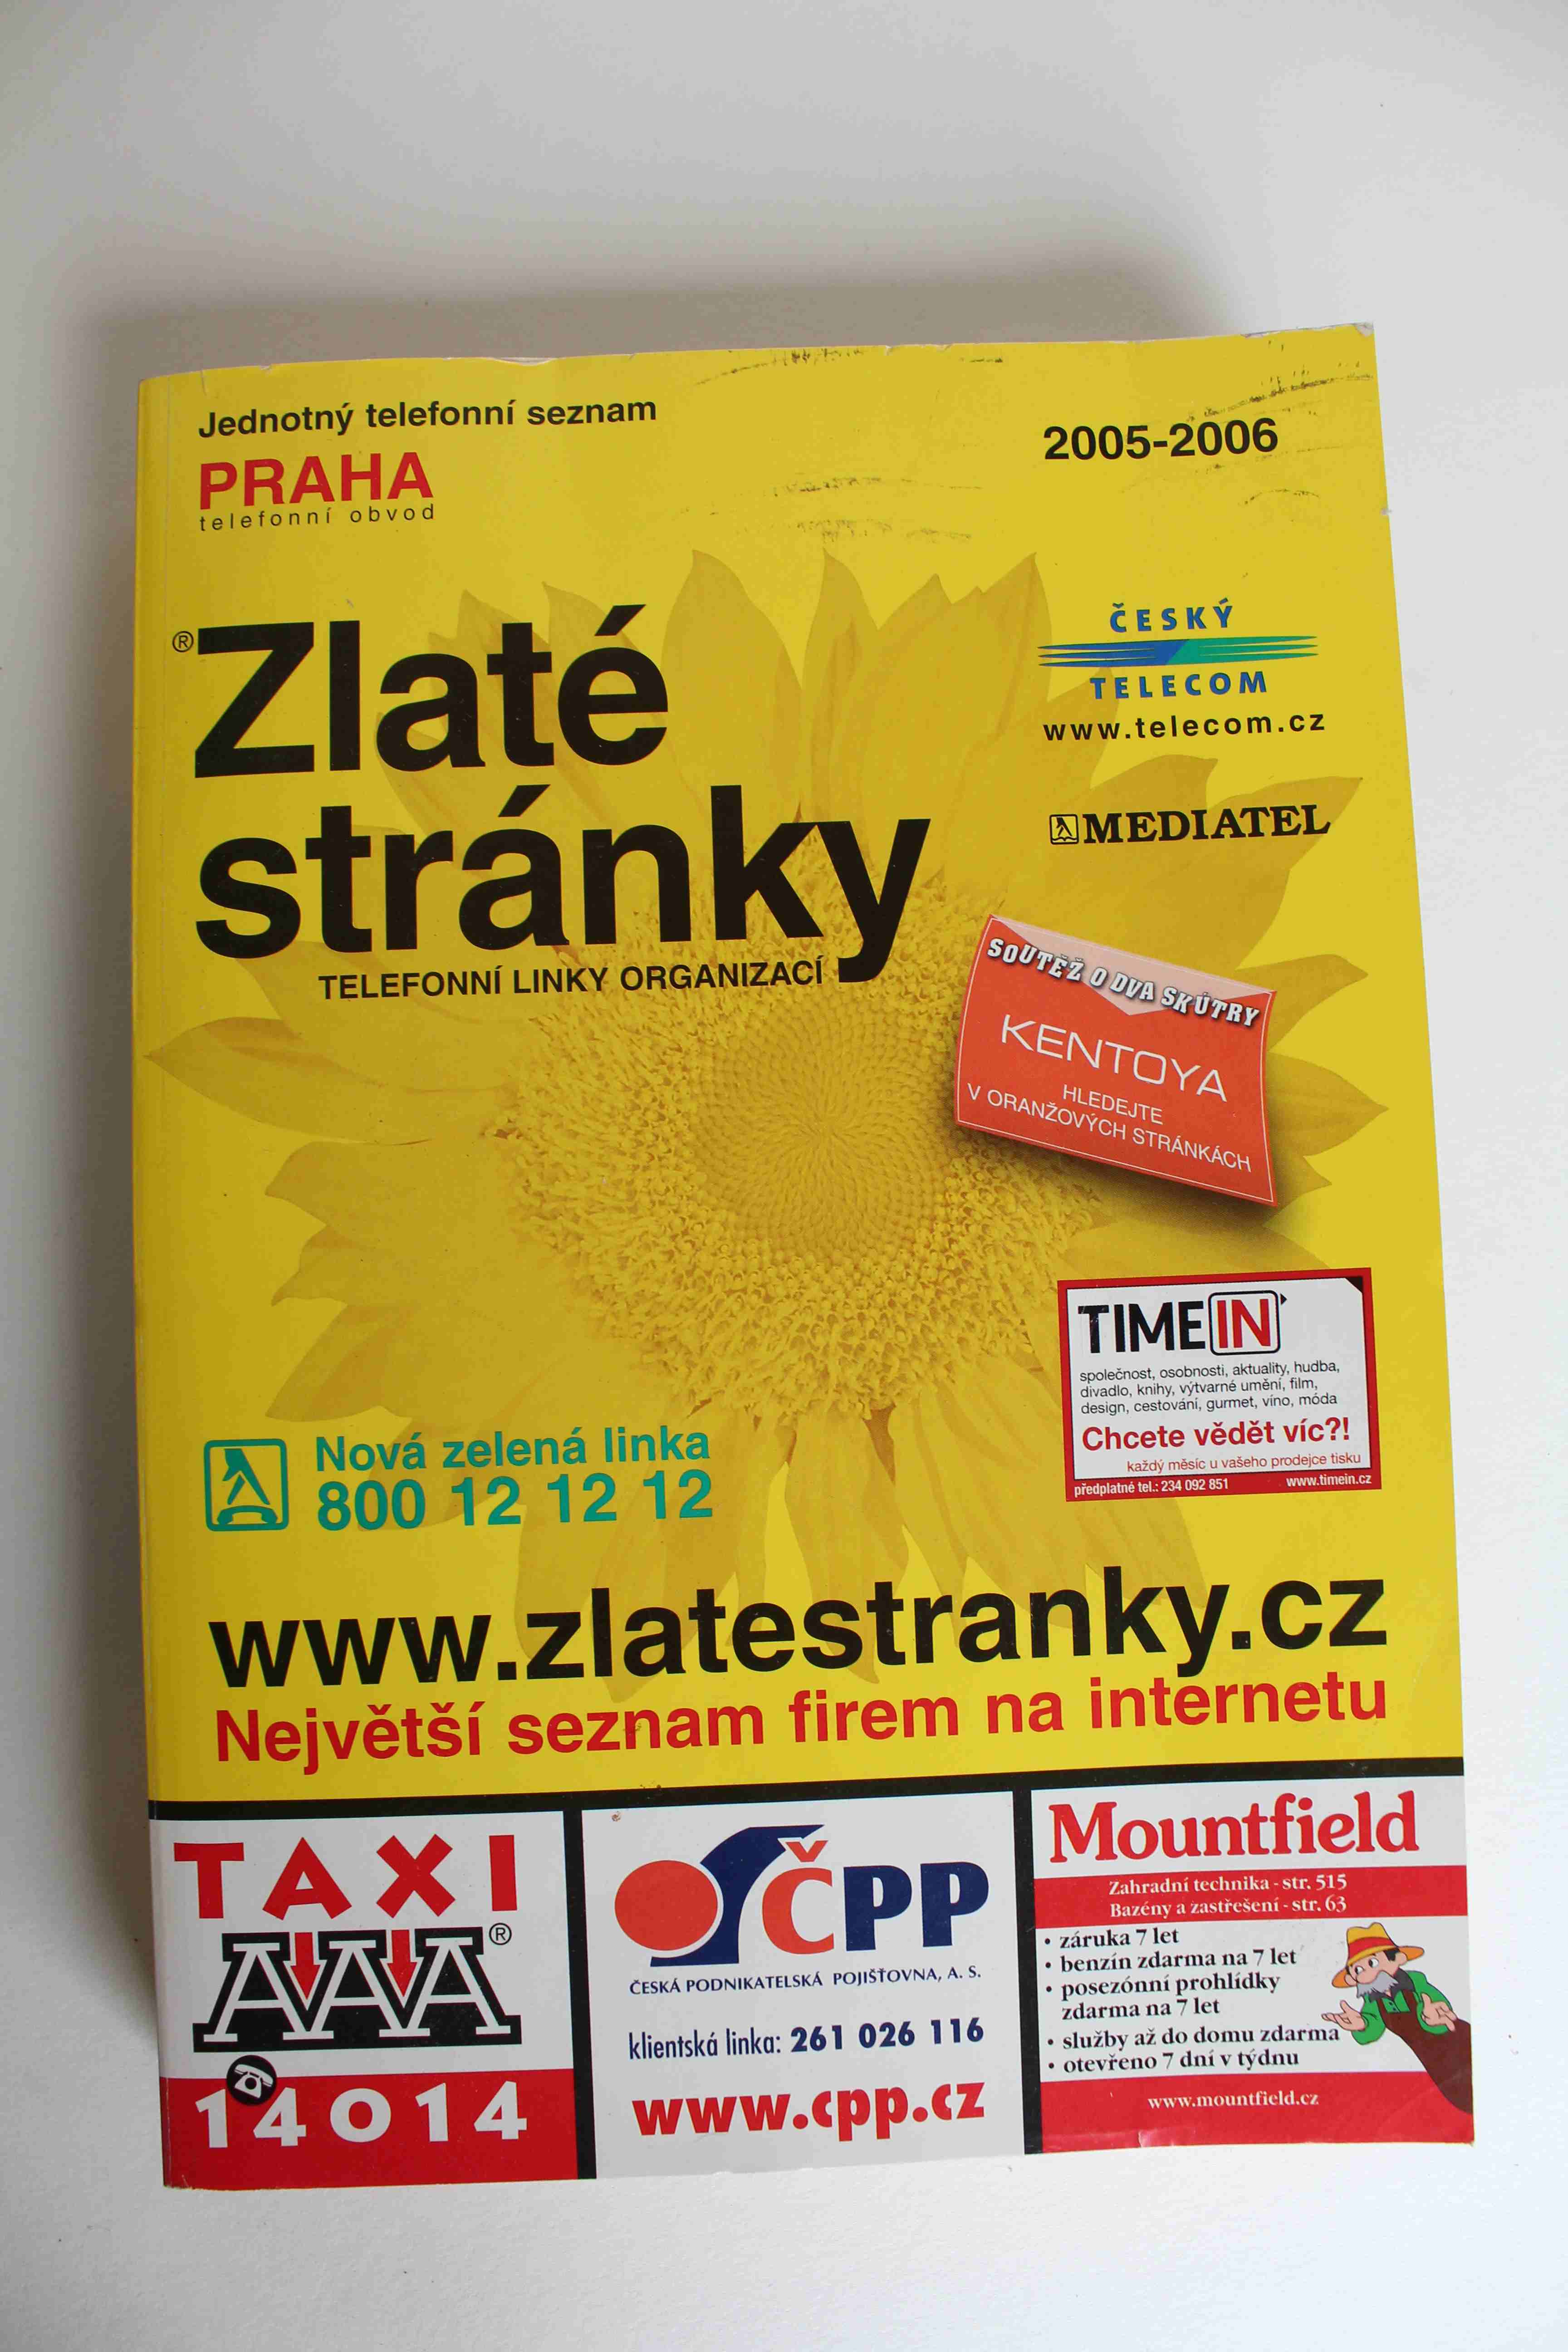 Jednotný telefonní seznam
PRAHA
telefonní obvod
2005-2006
®Zlaté
stránky
TELEFONNÍ LINKY ORGANIZACÍ
ČESKÝ
TELECOM
www.telecom.cz
MEDIATEL
SOUTĚŽ O DVA SKÚTRY
KENTOYA
HLEDEJTE
V ORANŽOVÝCH STRÁNKÁCH
TIMEIN
společnost, osobnosti, aktuality, hudba,
divadlo, knihy, výtvarné umění, film,
design, cestování, gurmet, víno, móda
Chcete vědět víc?!
každý měsíc u vašeho prodejce tisku
předplatné tel.: 234 092 851 www.timein.cz
Nová zelená linka
800 12 12 12
www.zlatestranky.cz
Největší seznam firem na internetu
TAXI
AAA®
14014
ČPP
ČESKÁ PODNIKATELSKÁ POJIŠŤOVNA, A. S.
klientská linka: 261 026 116
www.cpp.cz
Mountfield
Zahradní technika - str. 515
Bazény a zastřešení - str. 63
• záruka 7 let
• benzín zdarma na 7 let
• posezónní prohlídky
zdarma na 7 let
• služby až do domu zdarma
• otevřeno 7 dní v týdnu
www.mountfield.cz